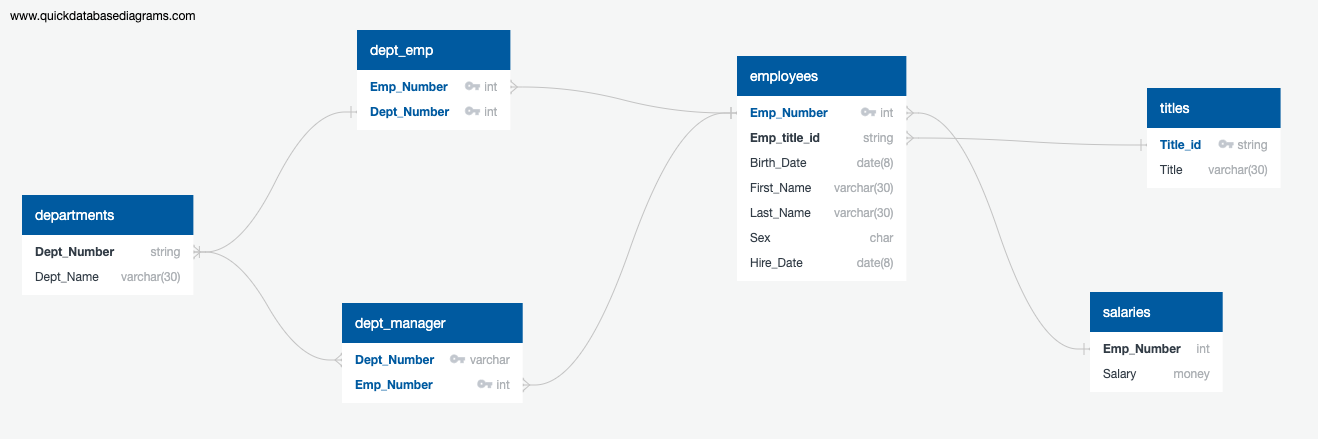 www.quickdatabasediagrams.com
dept_emp
Emp_Number int
Dept_Number int
employees
Emp_Number int
Emp_title_id string
Birth_Date date(8)
First_Name varchar(30)
Last_Name varchar(30)
Sex char
Hire_Date date(8)
titles
Title_id string
Title varchar(30)
departments
Dept_Number string
Dept_Name varchar(30)
dept_manager
Dept_Number varchar
Emp_Number int
salaries
Emp_Number int
Salary money